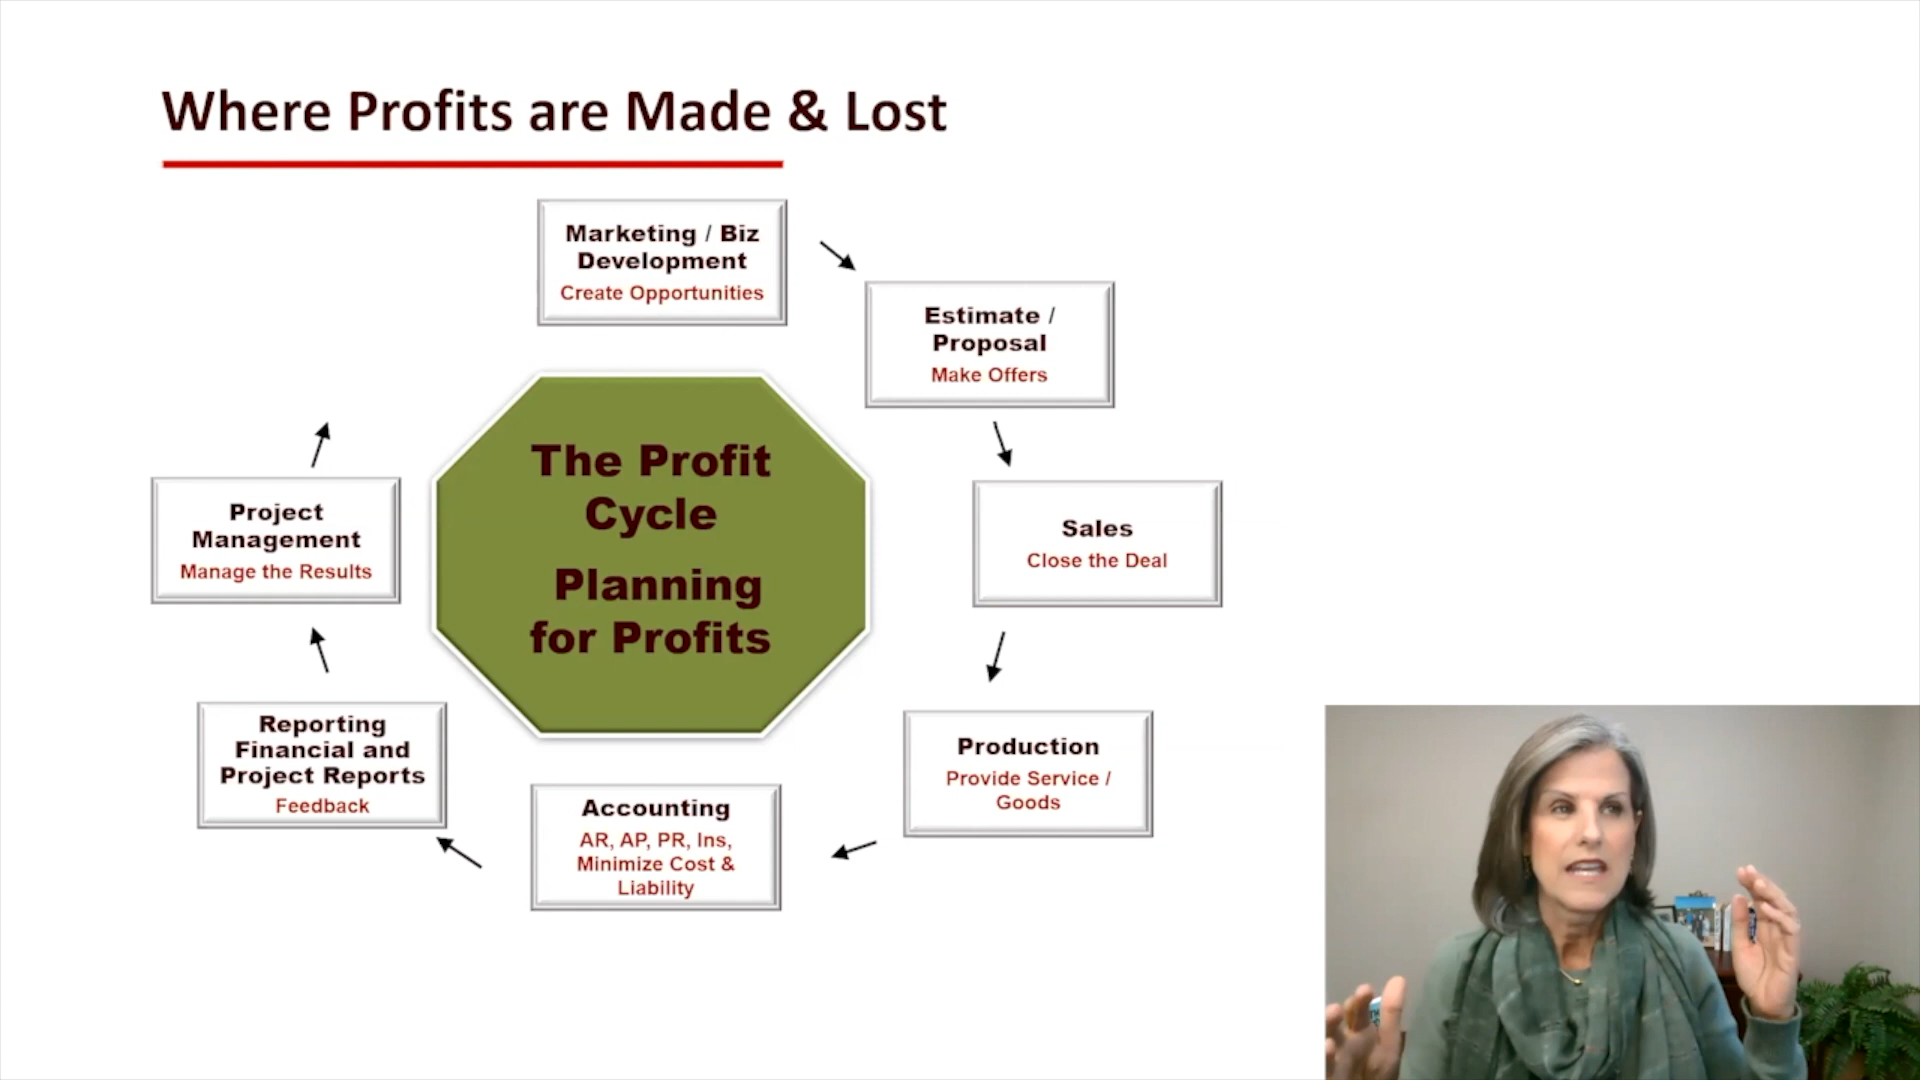 Where Profits are Made & Lost
Marketing / Biz
Development
Create Opportunities
Estimate /
Proposal
Make Offers
Sales
Close the Deal
Production
Provide Service /
Goods
Accounting
AR, AP, PR, Ins,
Minimize Cost &
Liability
Reporting
Financial and
Project Reports
Feedback
Project
Management
Manage the Results
The Profit
Cycle
Planning
for Profits